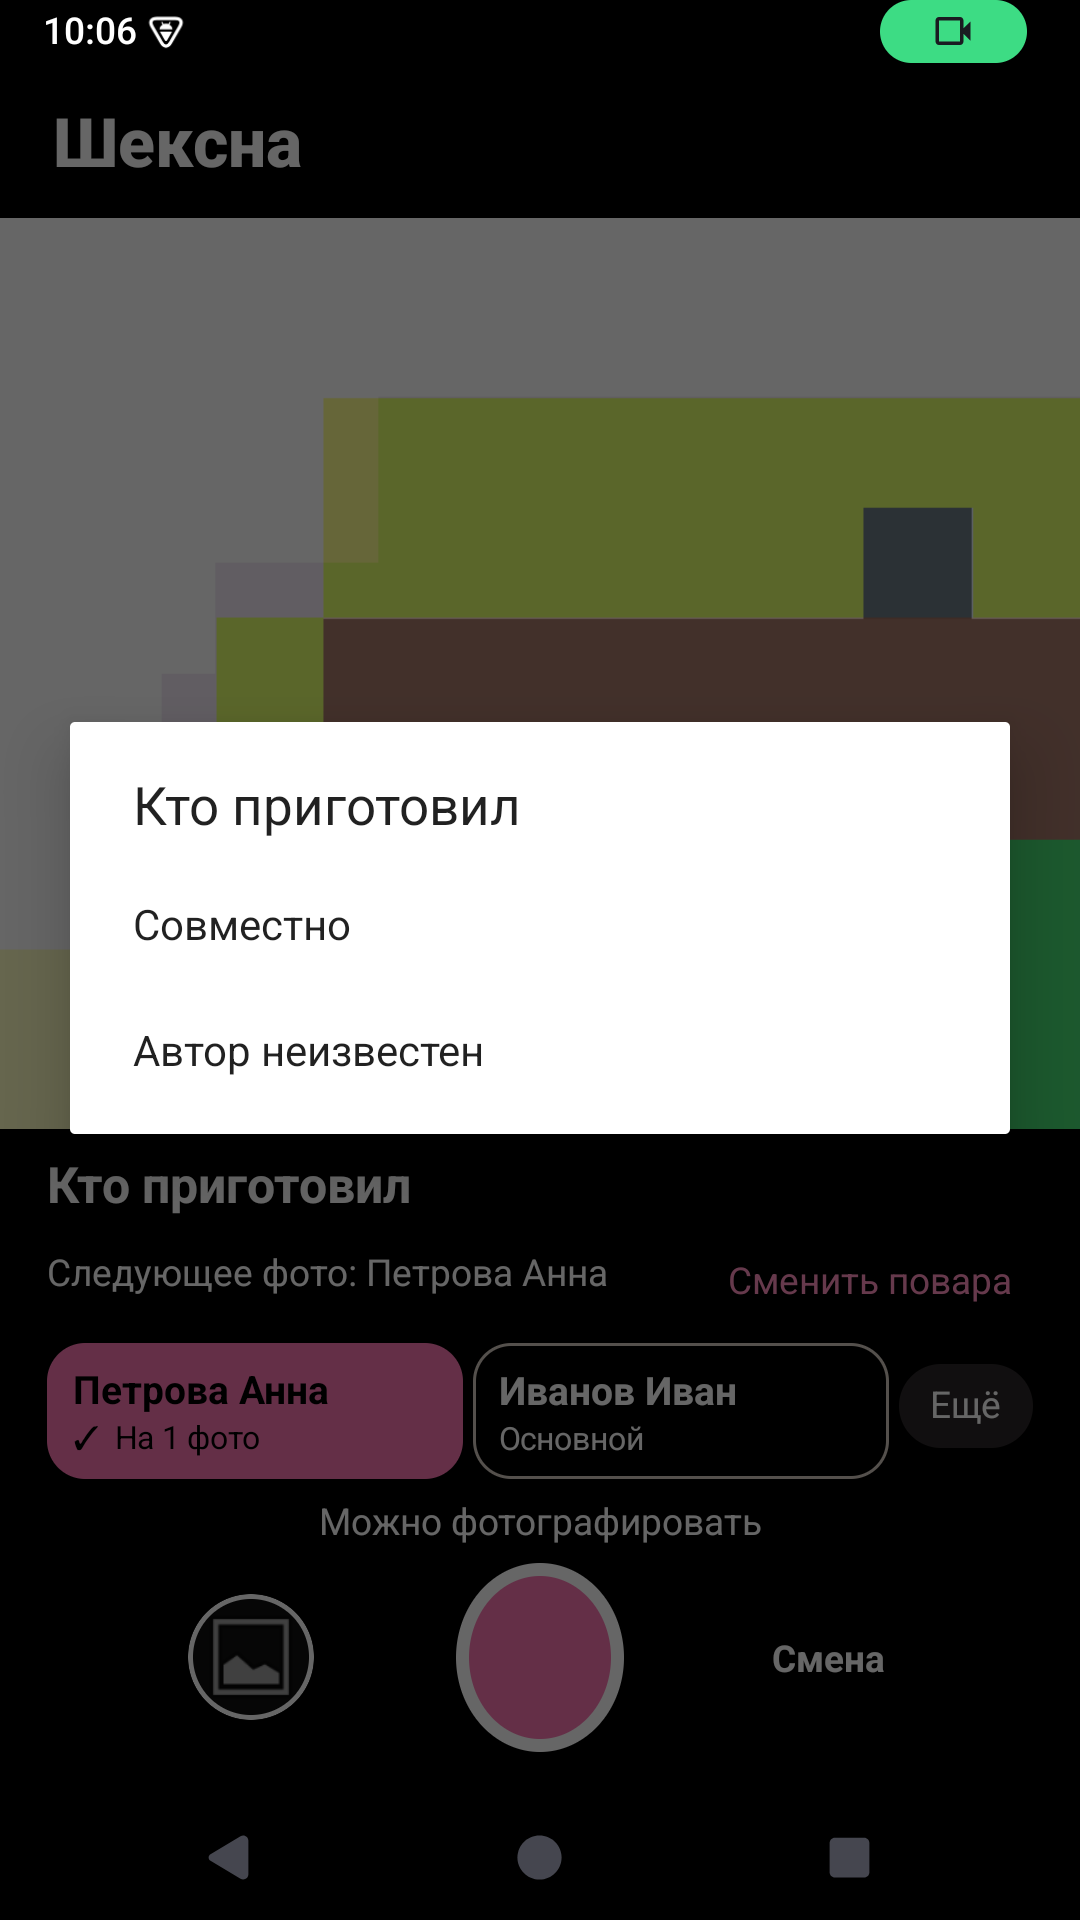 10:06
Шексна
Кто приготовил
Совместно
Автор неизвестен
Кто приготовил
Следующее фото: Петрова Анна
Сменить повара
Петрова Анна
✓ На 1 фото
Иванов Иван
Основной
Ещё
Можно фотографировать
Смена